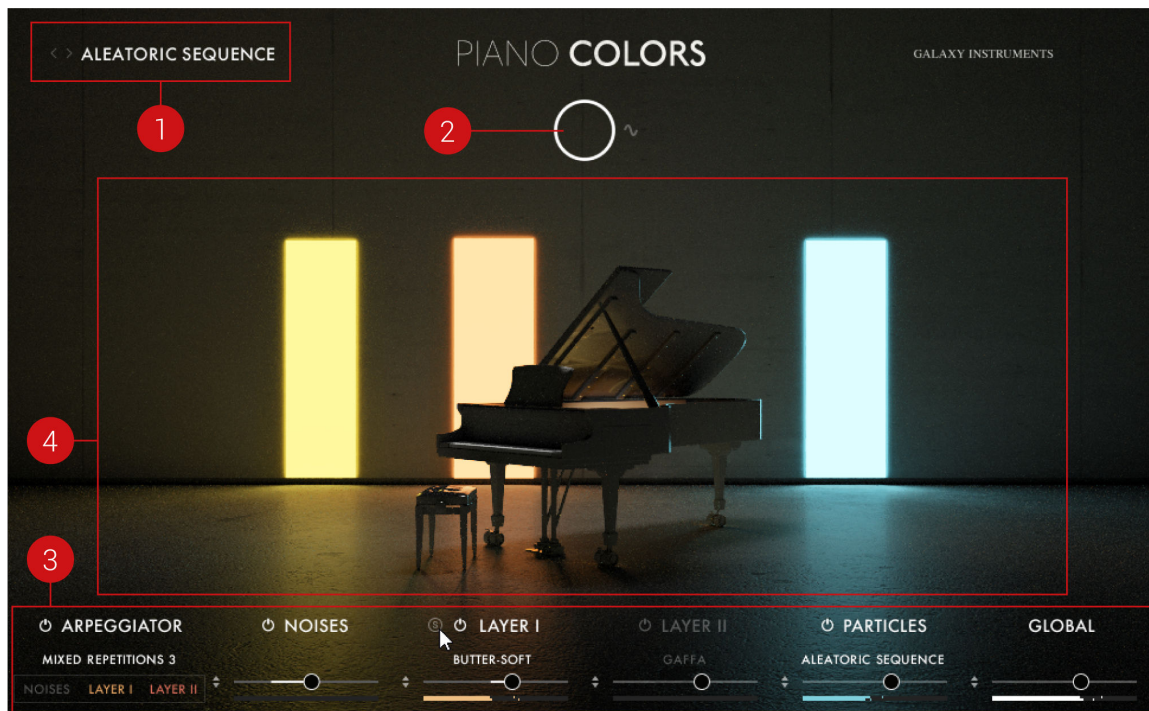 < > ALEATORIC SEQUENCE
PIANO COLORS
GALAXY INSTRUMENTS
1
2
4
3
ARPEGGIATOR
NOISES
S LAYER I
LAYER II
PARTICLES
GLOBAL
MIXED REPETITIONS 3
BUTTER-SOFT
GAFFA
ALEATORIC SEQUENCE
NOISES LAYER I LAYER II